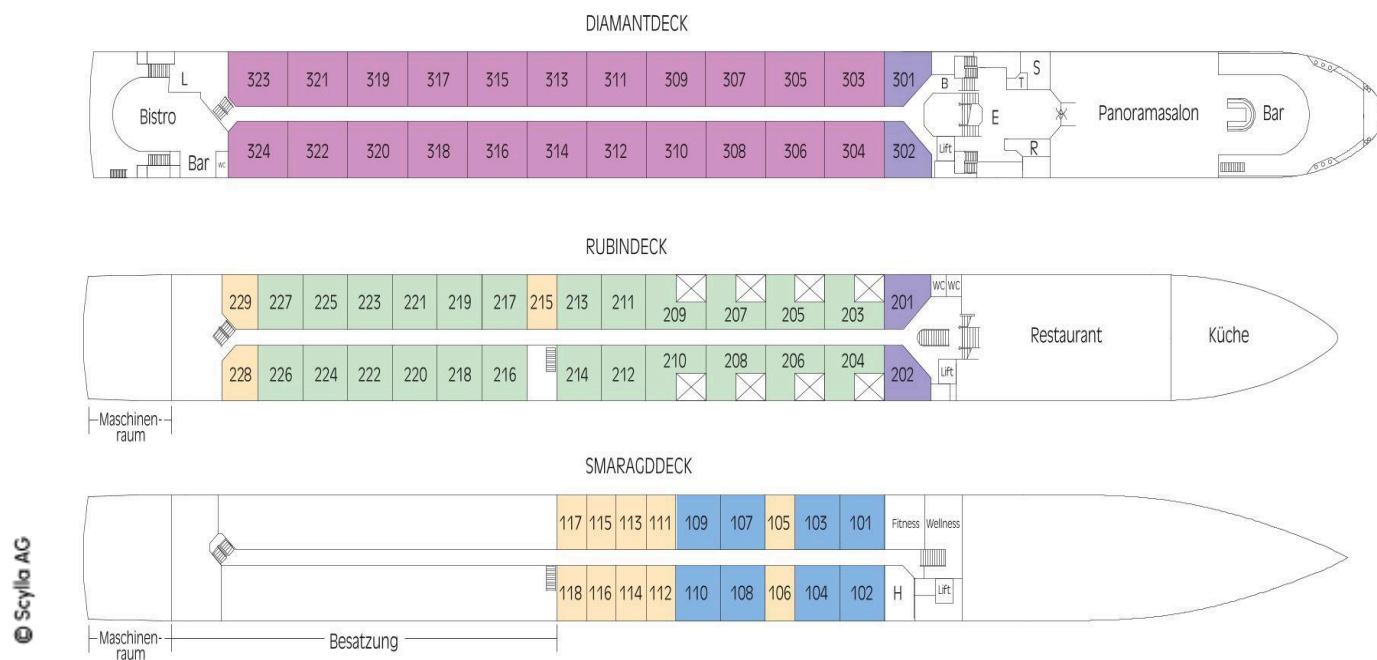 DIAMANTDECK
323 321 319 317 315 313 311 309 307 305 303 301
L
B
S
T
Bistro
E
Panoramasalon
Bar
324 322 320 318 316 314 312 310 308 306 304 302
Bar
WC
Lift
R
RUBINDECK
229 227 225 223 221 219 217 215 213 211 209 207 205 203 201
WC WC
Restaurant
Küche
228 226 224 222 220 218 216 214 212 210 208 206 204 202
Lift
Maschinen-
raum
SMARAGDDECK
117 115 113 111 109 107 105 103 101
Fitness
Wellness
118 116 114 112 110 108 106 104 102
H
Lift
Maschinen-
raum
Besatzung
© Scylla AG